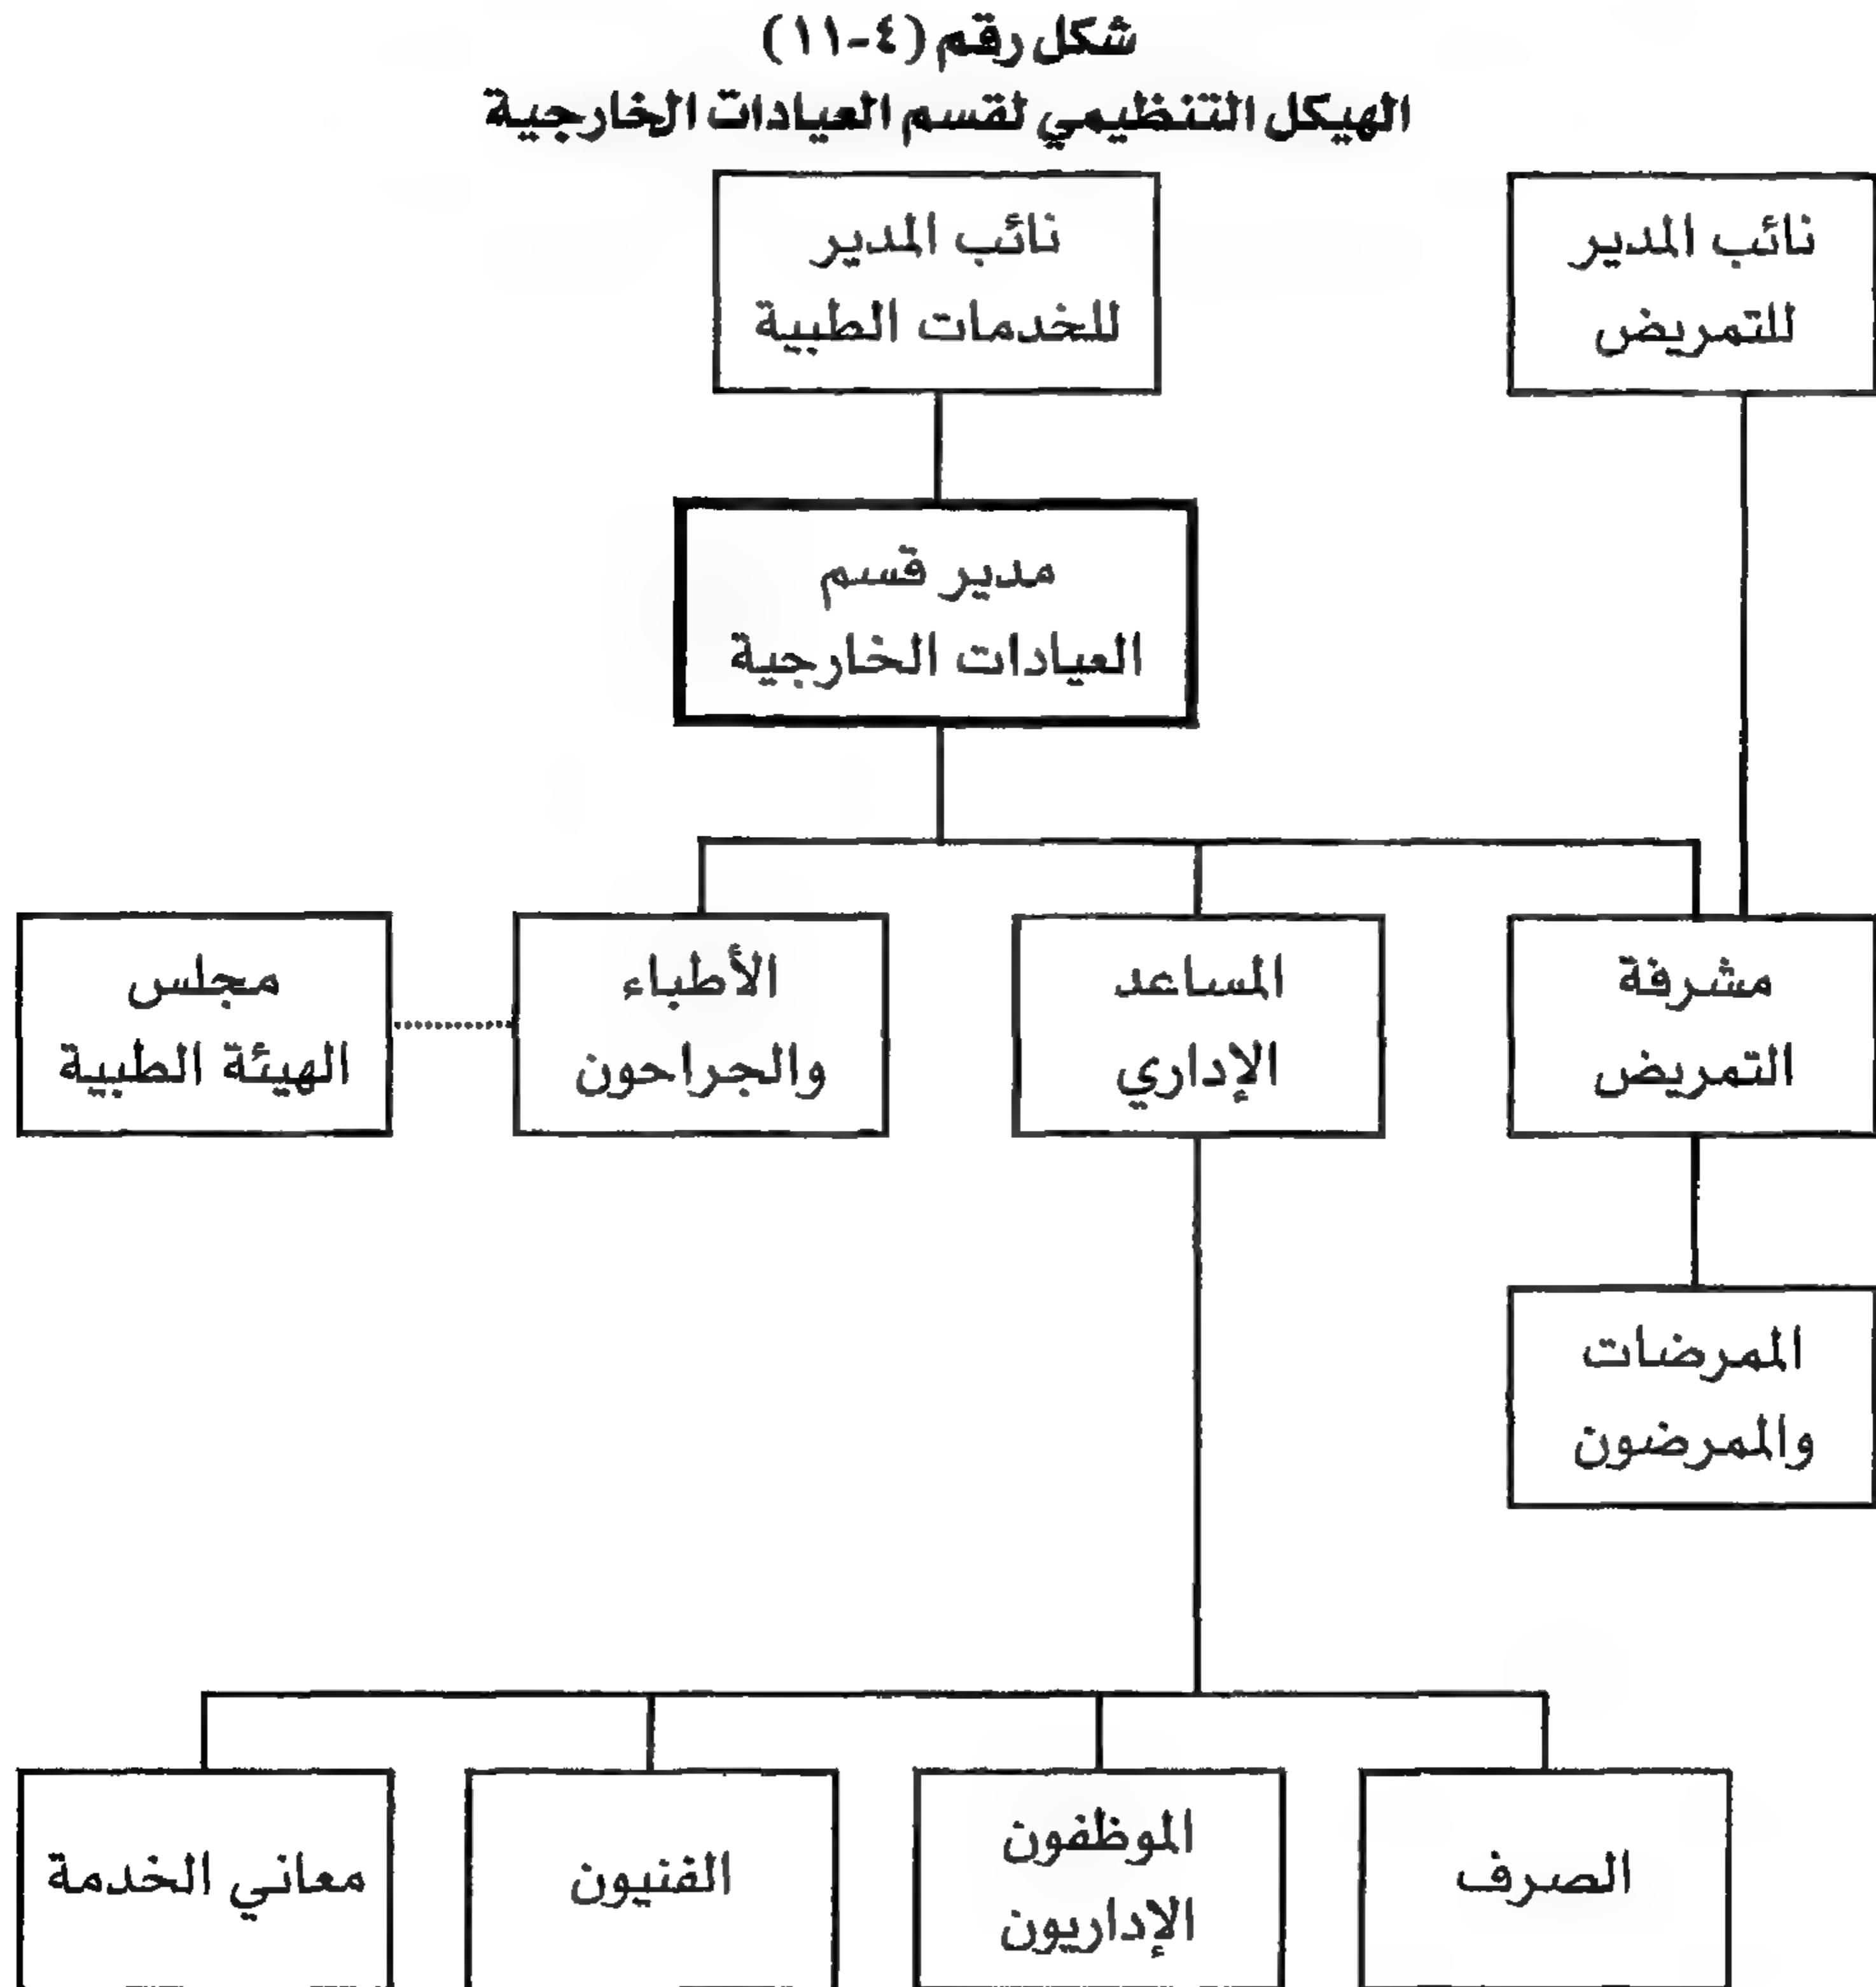 شكل رقم (٤-١١)
الهيكل التنظيمي لقسم العيادات الخارجية
نائب المدير
للتمريض
نائب المدير
للخدمات الطبية
مدير قسم
العيادات الخارجية
مشرفة
التمريض
المساعد
الإداري
الأطباء
والجراحون
مجلس
الهيئة الطبية
الممرضات
والممرضون
الصرف
الموظفون
الإداريون
الفنيون
معاني الخدمة